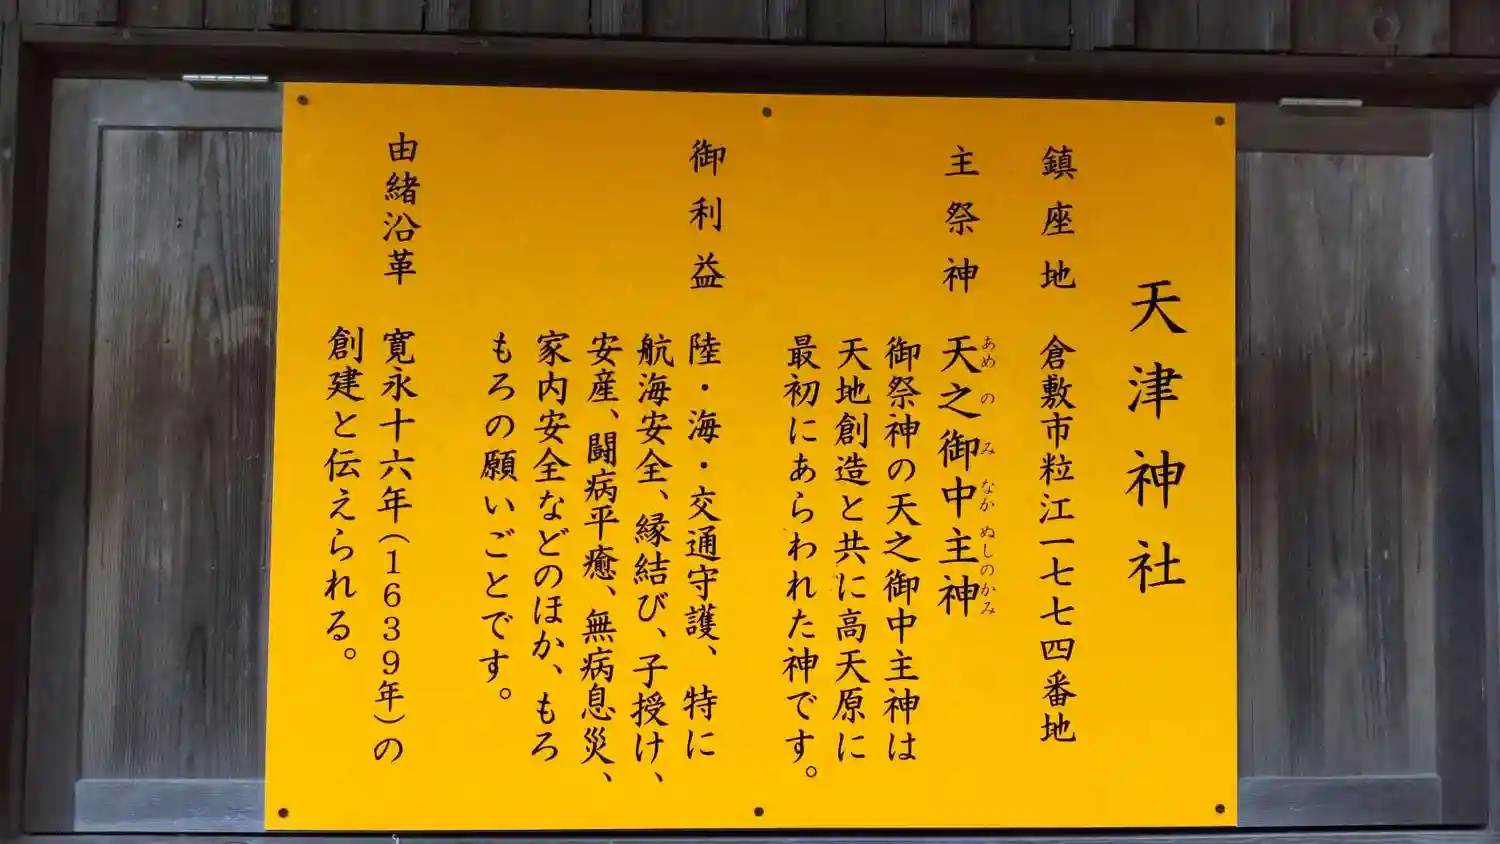 天津神社
鎮座地　倉敷市粒江一七七四番地
主祭神　天之御中主神
あめのみなかぬしのかみ
御祭神の天之御中主神は
天地創造と共に高天原に
最初にあらわれた神です。
御利益　陸・海・交通守護、特に
航海安全、縁結び、子授け、
安産、闘病平癒、無病息災、
家内安全などのほか、もろ
もろの願いごとです。
由緒沿革　寛永十六年(1639年)の
創建と伝えられる。